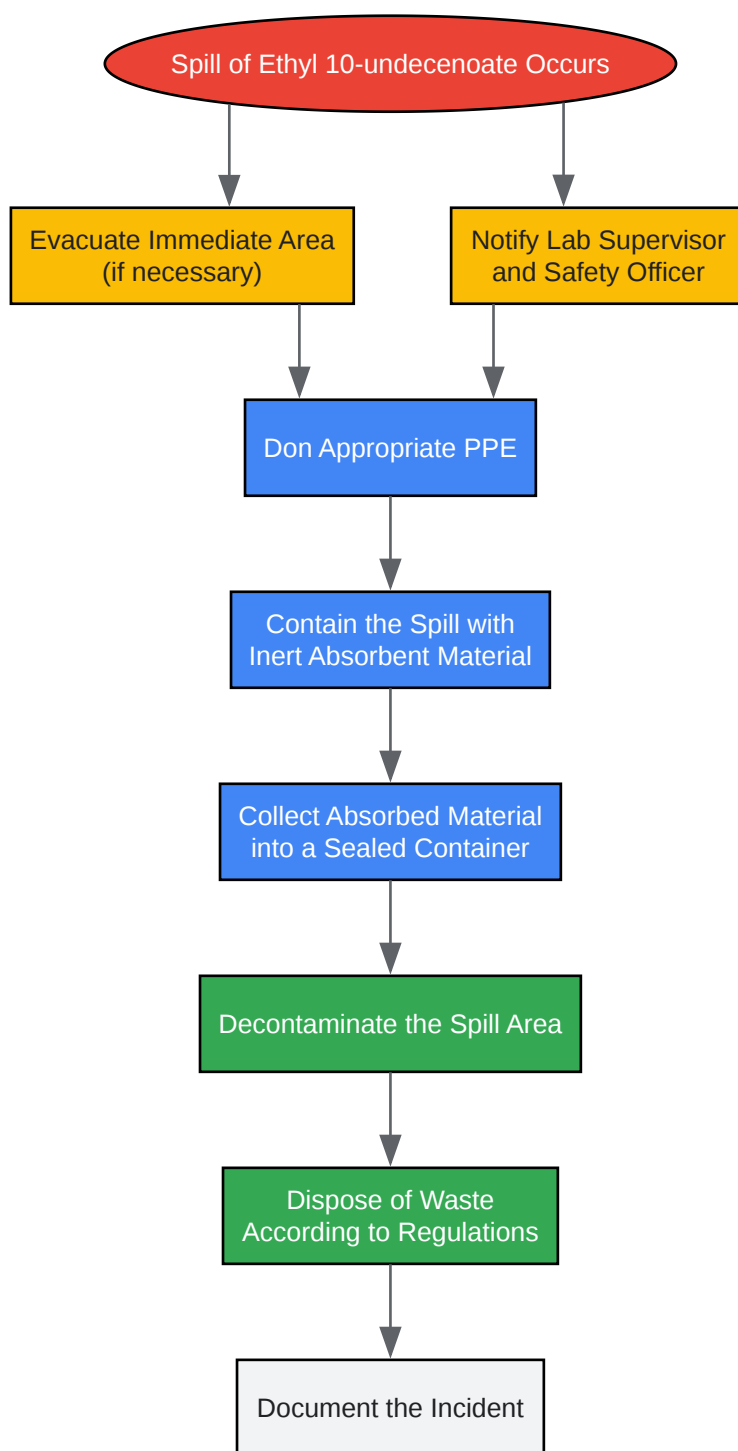 Spill of Ethyl 10-undecenoate Occurs
Evacuate Immediate Area
(if necessary)
Notify Lab Supervisor
and Safety Officer
Don Appropriate PPE
Contain the Spill with
Inert Absorbent Material
Collect Absorbed Material
into a Sealed Container
Decontaminate the Spill Area
Dispose of Waste
According to Regulations
Document the Incident